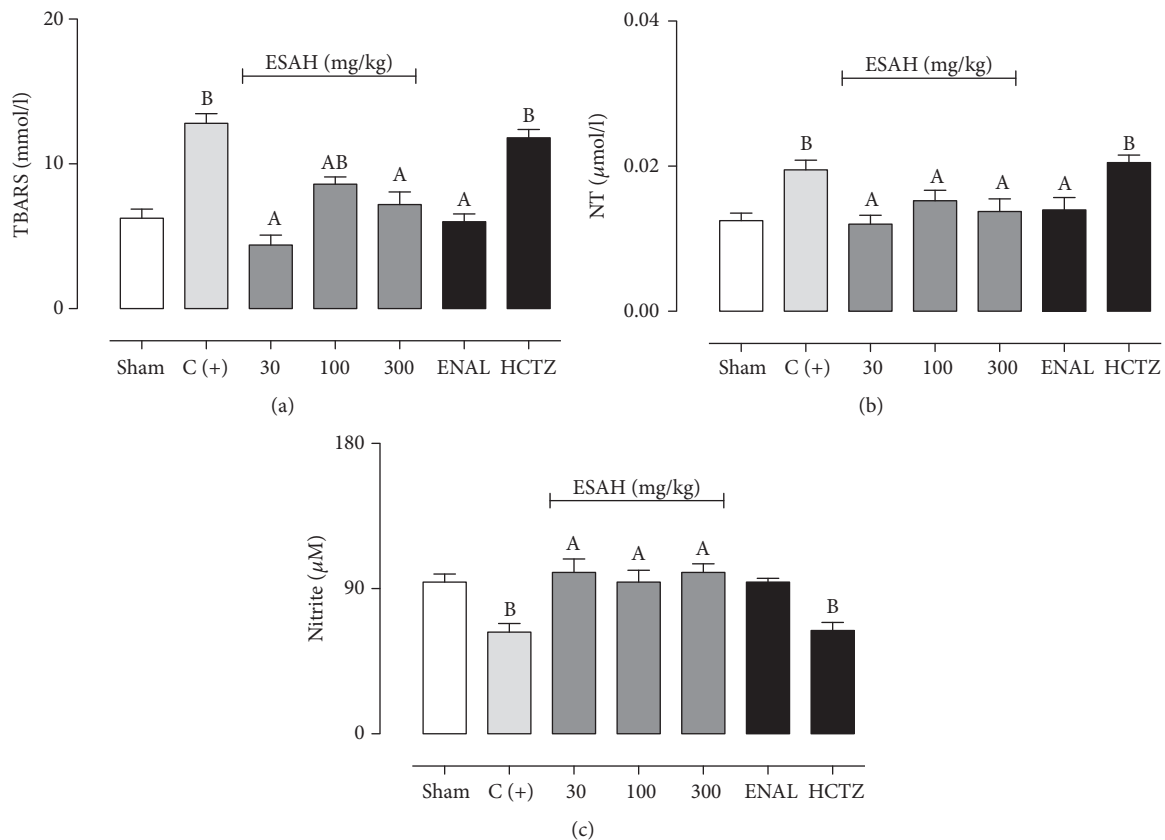 20
10
0
TBARS (mmol/l)
ESAH (mg/kg)
B
A
AB
A
A
B
Sham C (+) 30 100 300 ENAL HCTZ
(a)
0.04
0.02
0.00
NT (μmol/l)
ESAH (mg/kg)
B
A
A
A
A
B
Sham C (+) 30 100 300 ENAL HCTZ
(b)
180
90
0
Nitrite (μM)
ESAH (mg/kg)
B
A
A
A
B
Sham C (+) 30 100 300 ENAL HCTZ
(c)